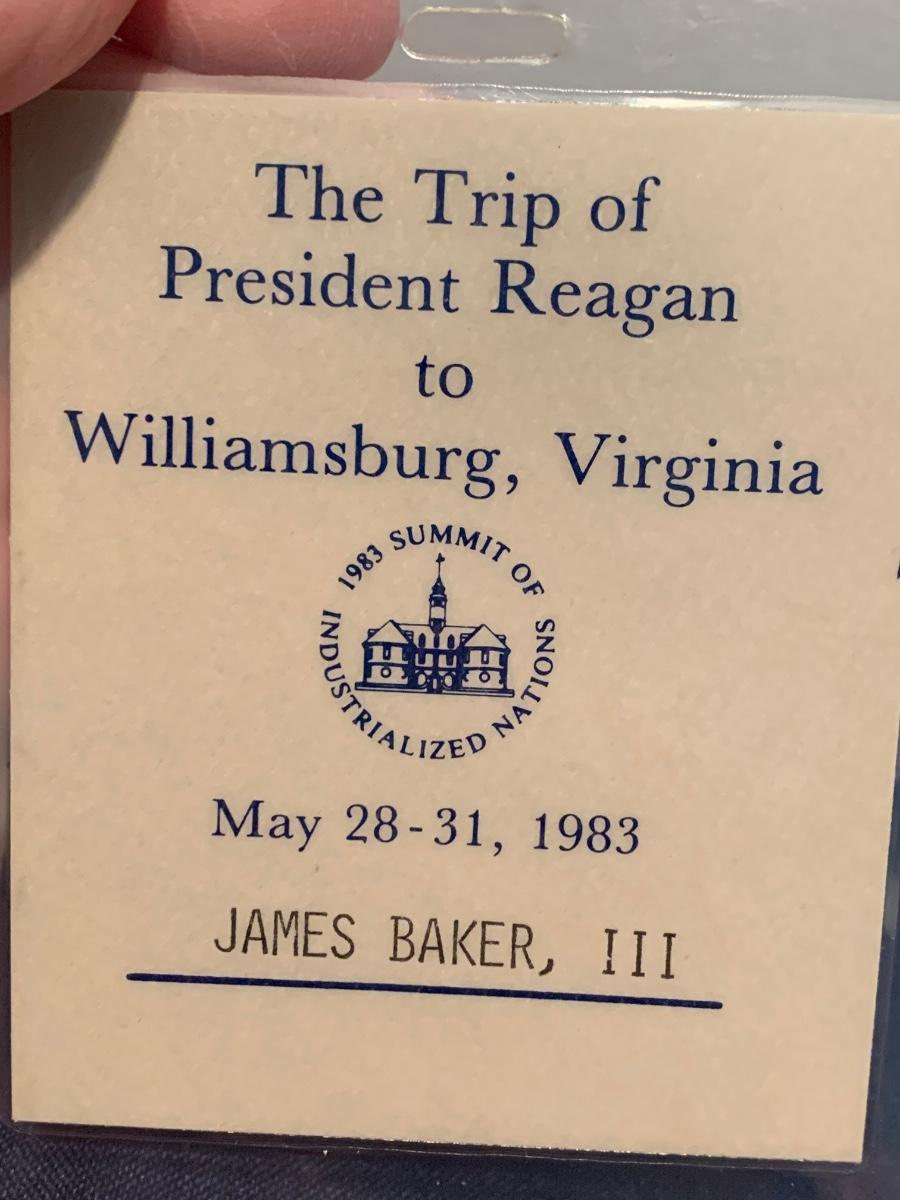 The Trip of
President Reagan
to
Williamsburg, Virginia
1983 SUMMIT OF
INDUSTRIALIZED NATIONS
May 28-31, 1983
JAMES BAKER, III